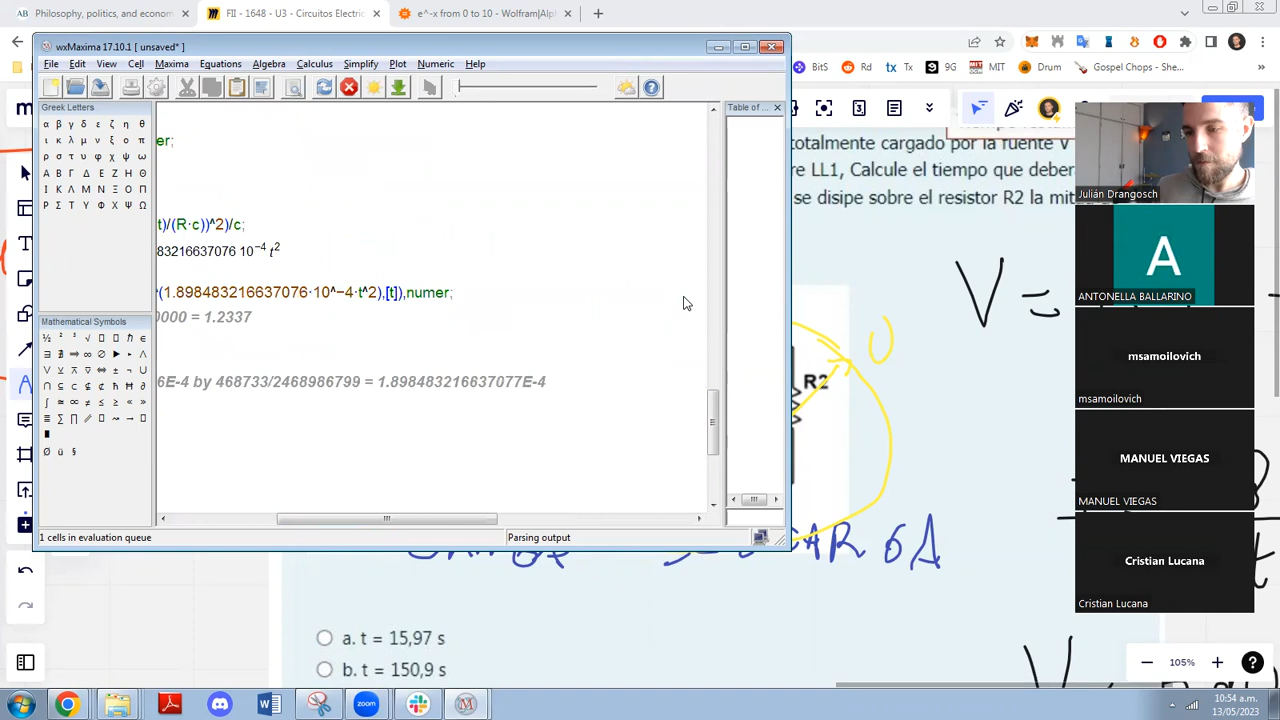 Philosophy, politics, and econom
FII - 1648 - U3 - Circuitos Electri
e^-x from 0 to 10 - Wolfram|Alp
BitS
Rd
Tx
9G
MIT
Drum
Gospel Chops - She...
wxMaxima 17.10.1 [ unsaved* ]
File Edit View Cell Maxima Equations Algebra Calculus Simplify Plot Numeric Help
Greek Letters
α β γ δ ε ζ η θ
ι κ λ μ ν ξ ο π
ρ σ τ υ φ χ ψ ω
Α Β Γ Δ Ε Ζ Η Θ
Ι Κ Λ Μ Ν Ξ Ο Π
Ρ Σ Τ Υ Φ Χ Ψ Ω
Mathematical Symbols
Table of ...
er;
t)/(R·c))^2)/c;
83216637076 10⁻⁴ t²
(1.898483216637076·10^−4·t^2),[t]),numer;
0000 = 1.2337
6E-4 by 468733/2468986799 = 1.898483216637077E-4
1 cells in evaluation queue
Parsing output
totalmente cargado por la fuente V
re LL1, Calcule el tiempo que deber
se disipe sobre el resistor R2 la mit
V =
U
R2
CAR 6A
a. t = 15,97 s
b. t = 150,9 s
V
t
Julián Drangosch
A
ANTONELLA BALLARINO
msamoilovich
msamoilovich
MANUEL VIEGAS
MANUEL VIEGAS
Cristian Lucana
Cristian Lucana
105%
zoom
10:54 a.m.
13/05/2023